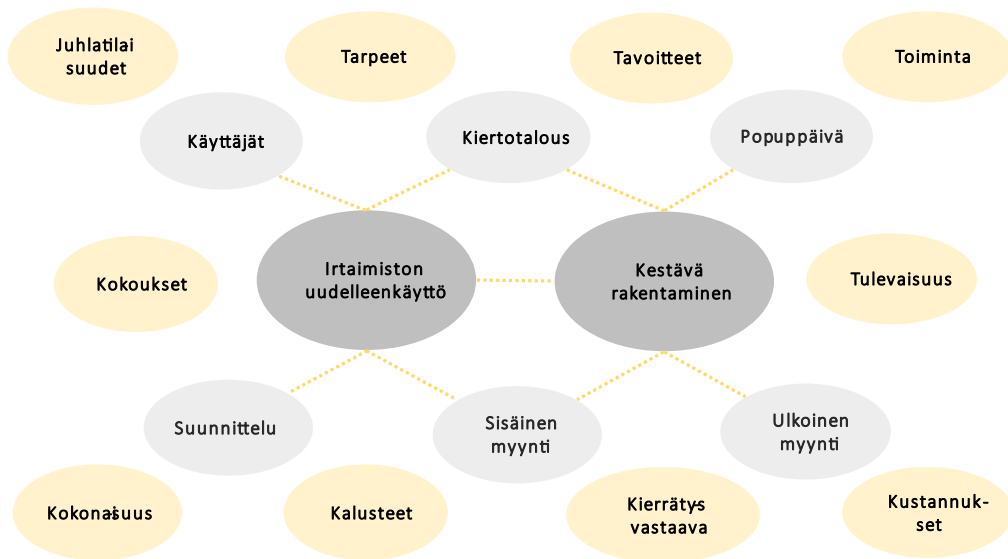 Juhlatilai
suudet
Tarpeet
Tavoitteet
Toiminta
Käyttäjät
Kiertotalous
Popuppäivä
Kokoukset
Irtaimiston
uudelleenkäyttö
Kestävä
rakentaminen
Tulevaisuus
Suunnittelu
Sisäinen
myynti
Ulkoinen
myynti
Kokonaisuus
Kalusteet
Kierrätys-
vastaava
Kustannuk-
set